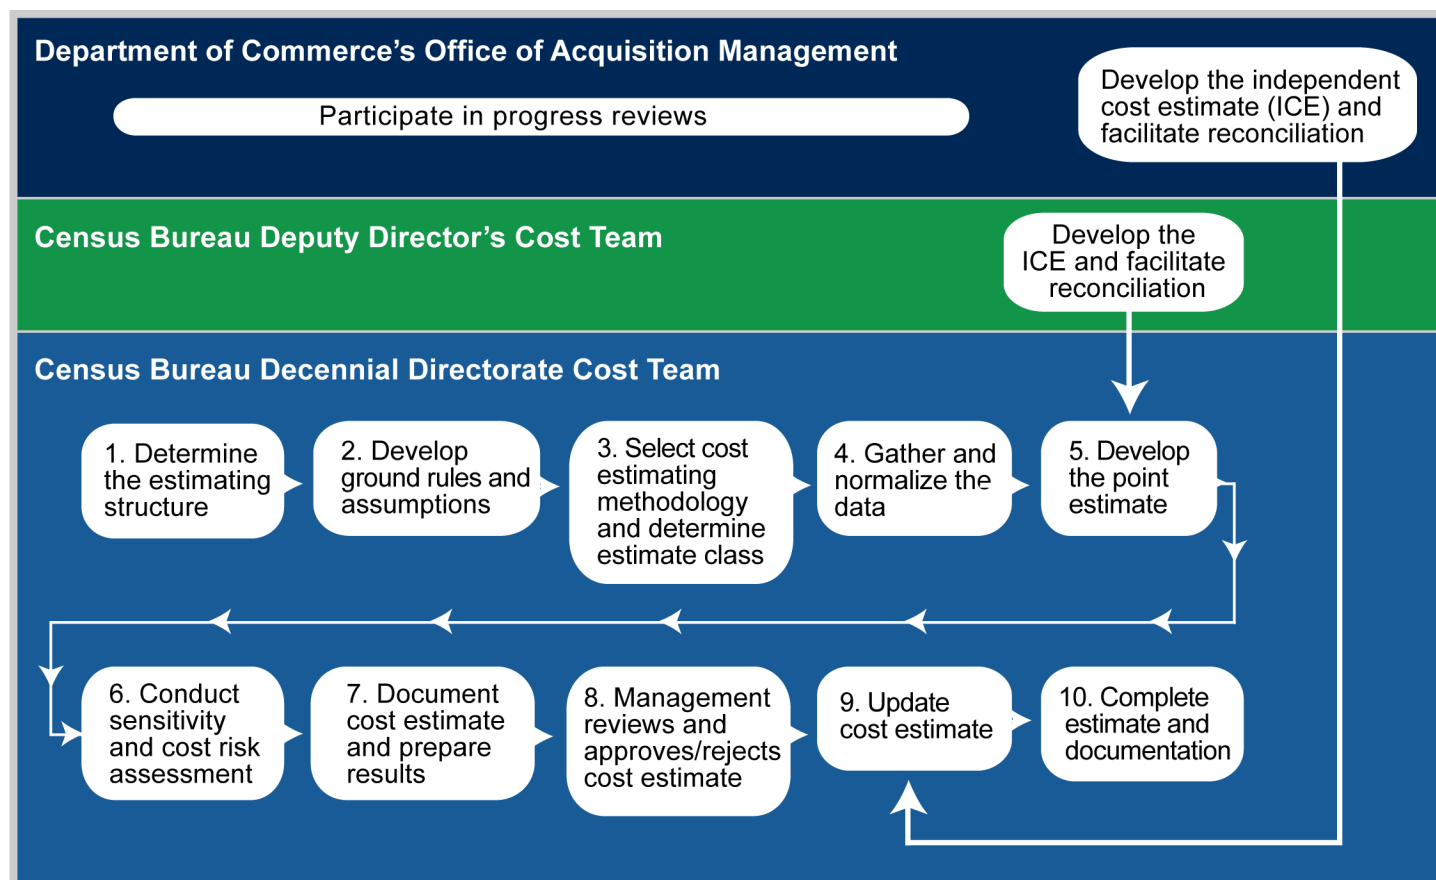 Department of Commerce’s Office of Acquisition Management
Participate in progress reviews
Develop the independent
cost estimate (ICE) and
facilitate reconciliation
Census Bureau Deputy Director’s Cost Team
Develop the
ICE and facilitate
reconciliation
Census Bureau Decennial Directorate Cost Team
1. Determine
the estimating
structure
2. Develop
ground rules and
assumptions
3. Select cost
estimating
methodology
and determine
estimate class
4. Gather and
normalize the
data
5. Develop
the point
estimate
6. Conduct
sensitivity
and cost risk
assessment
7. Document
cost estimate
and prepare
results
8. Management
reviews and
approves/rejects
cost estimate
9. Update
cost estimate
10. Complete
estimate and
documentation